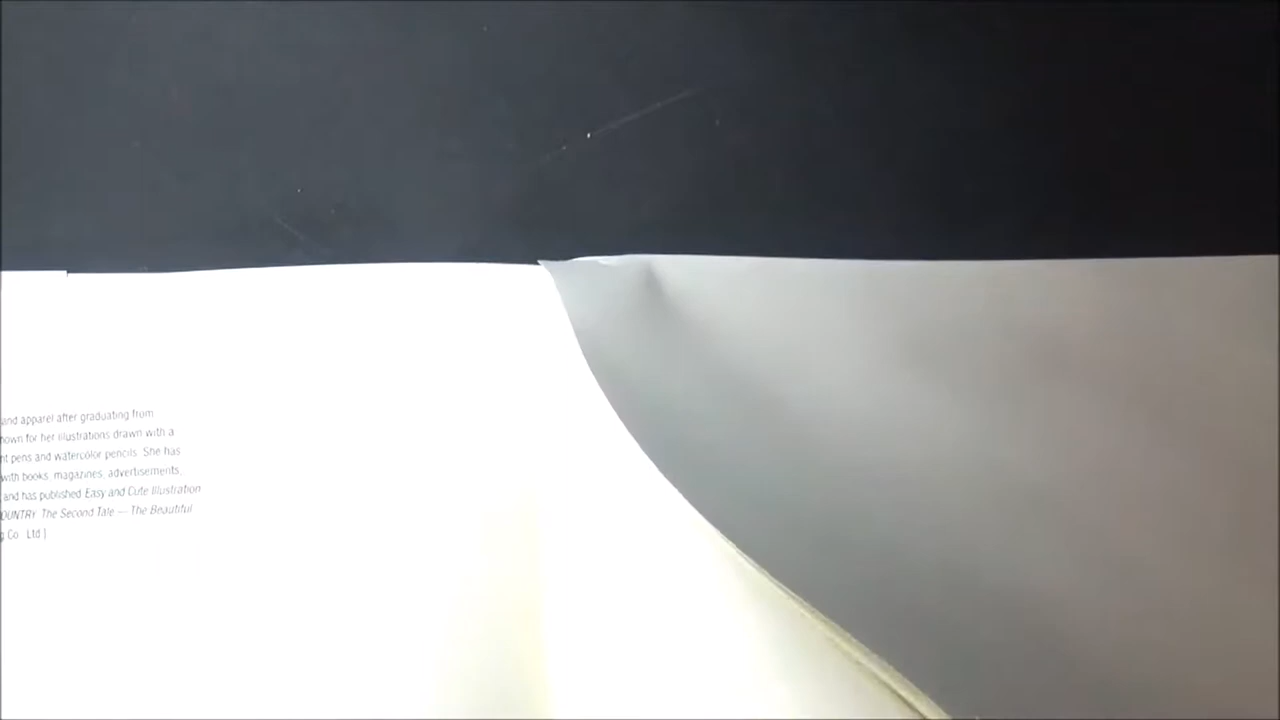 and apparel after graduating from
nown for her illustrations drawn with a
nt pens and watercolor pencils. She has
with books, magazines, advertisements,
and has published Easy and Cute Illustration
OUNTRY: The Second Tale — The Beautiful
g Co., Ltd.]